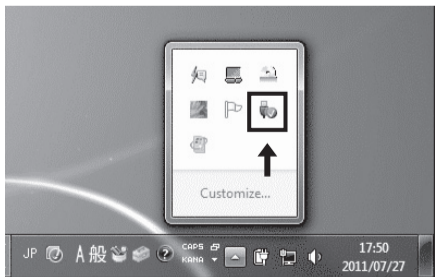 Customize...
JP A 般 CAPS
KANA
17:50
2011/07/27